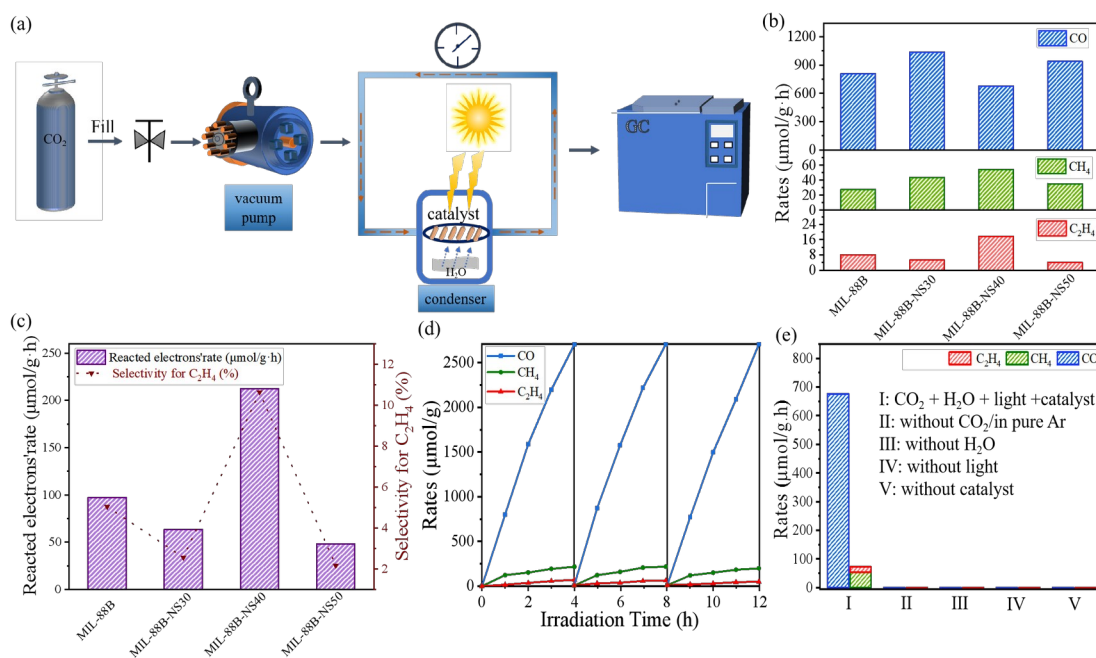 (a)
CO₂
Fill
vacuum
pump
catalyst
H₂O
condenser
GC
(b)
Rates (μmol/g·h)
1200
900
600
300
0
CO
60
40
20
0
CH₄
24
16
8
0
C₂H₄
MIL-88B
MIL-88B-NS30
MIL-88B-NS40
MIL-88B-NS50
(c)
Reacted electrons'rate (μmol/g·h)
250
200
150
100
50
0
Reacted electrons'rate (μmol/g·h)
Selectivity for C₂H₄ (%)
12
10
8
6
4
2
Selectivity for C₂H₄ (%)
MIL-88B
MIL-88B-NS30
MIL-88B-NS40
MIL-88B-NS50
(d)
Rates (μmol/g)
2500
2000
1500
1000
500
250
0
CO
CH₄
C₂H₄
0
2
4
6
8
10
12
Irradiation Time (h)
(e)
Rates (μmol/g.h)
800
700
600
500
400
300
200
100
0
C₂H₄
CH₄
CO
I: CO₂ + H₂O + light +catalyst
II: without CO₂/in pure Ar
III: without H₂O
IV: without light
V: without catalyst
I
II
III
IV
V